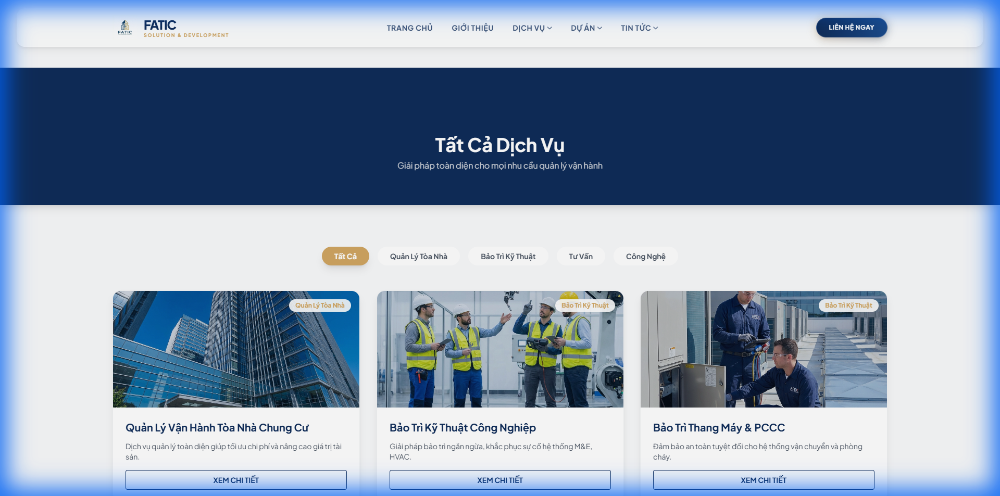 FATIC
FATIC
SOLUTION & DEVELOPMENT
TRANG CHỦ
GIỚI THIỆU
DỊCH VỤ
DỰ ÁN
TIN TỨC
LIÊN HỆ NGAY
Tất Cả Dịch Vụ
Giải pháp toàn diện cho mọi nhu cầu quản lý vận hành
Tất Cả
Quản Lý Tòa Nhà
Bảo Trì Kỹ Thuật
Tư Vấn
Công Nghệ
Quản Lý Tòa Nhà
Quản Lý Vận Hành Tòa Nhà Chung Cư
Dịch vụ quản lý toàn diện giúp tối ưu chi phí và nâng cao giá trị tài
sản.
XEM CHI TIẾT
Bảo Trì Kỹ Thuật
Bảo Trì Kỹ Thuật Công Nghiệp
Giải pháp bảo trì ngăn ngừa, khắc phục sự cố hệ thống M&E,
HVAC.
XEM CHI TIẾT
Bảo Trì Kỹ Thuật
APEX
APEX
Bảo Trì Thang Máy & PCCC
Đảm bảo an toàn tuyệt đối cho hệ thống vận chuyển và phòng
cháy.
XEM CHI TIẾT